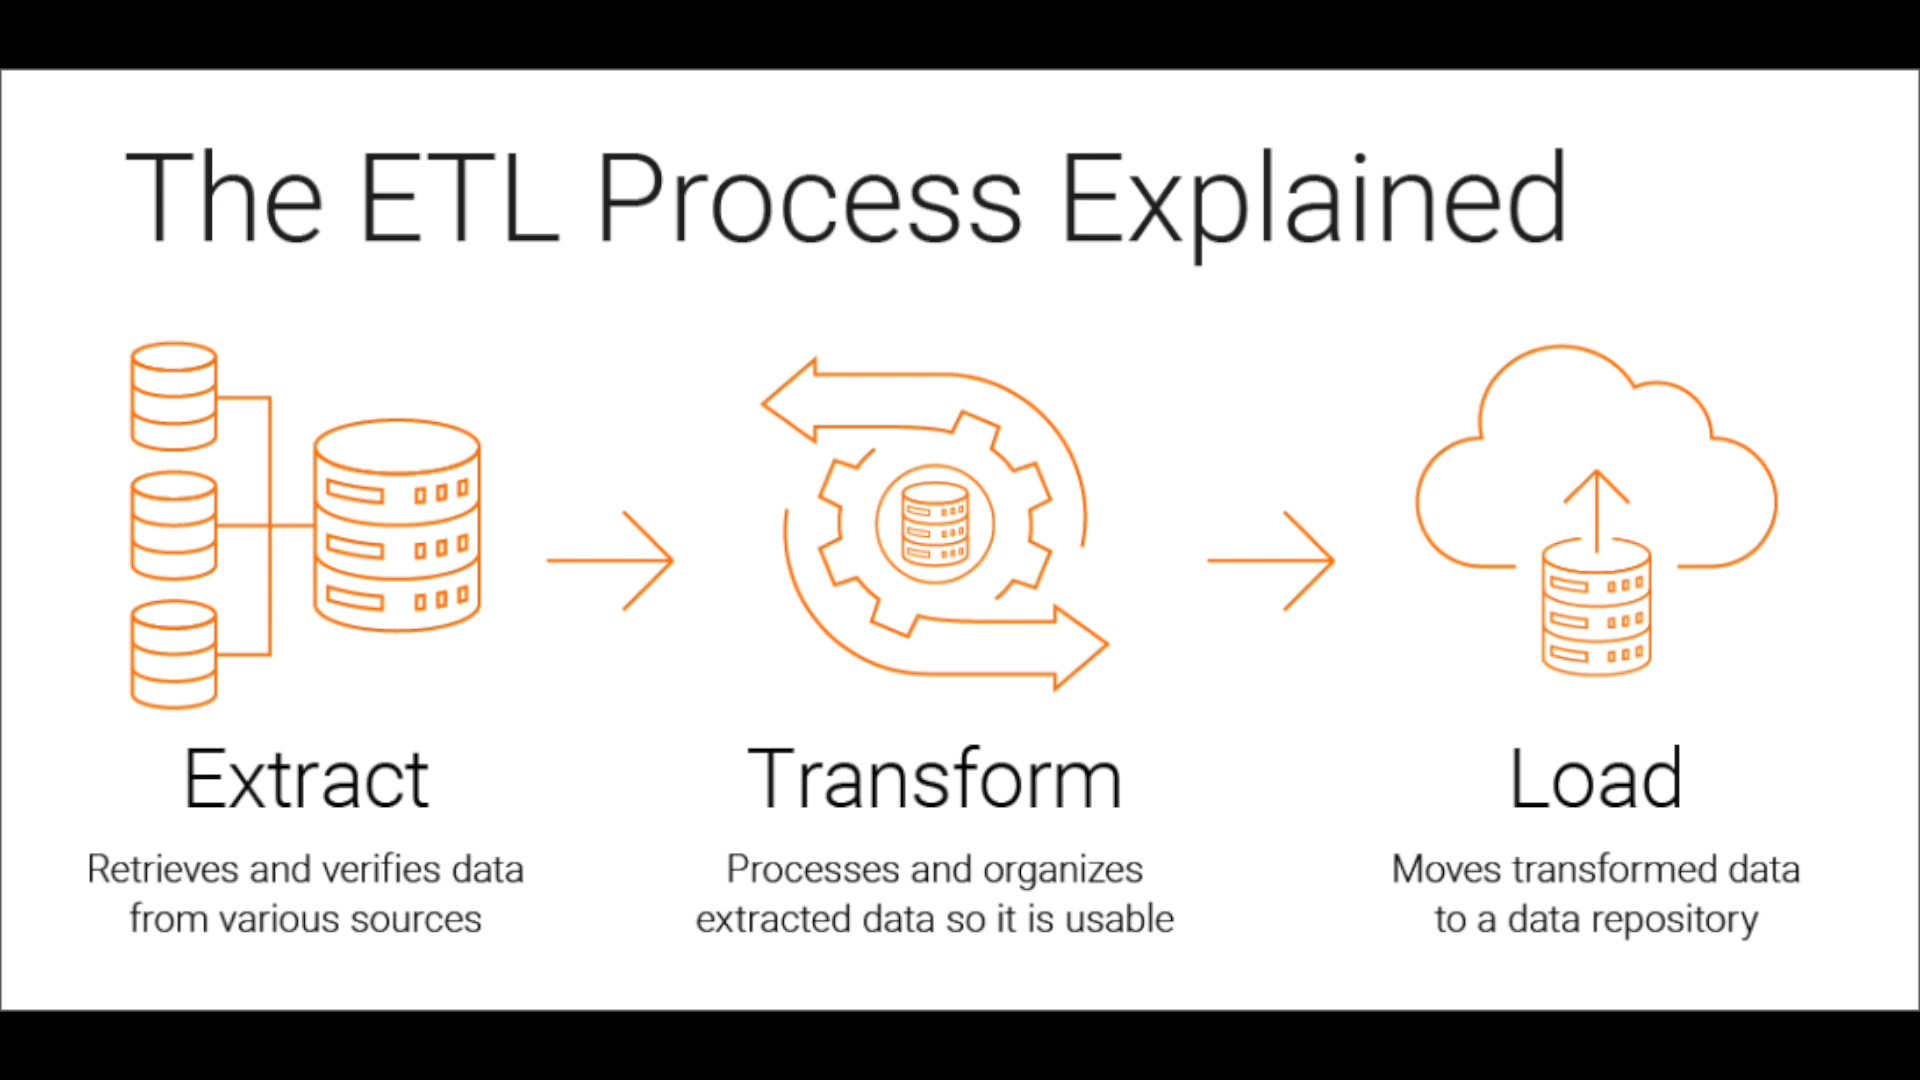 The ETL Process Explained
Extract
Retrieves and verifies data
from various sources
Transform
Processes and organizes
extracted data so it is usable
Load
Moves transformed data
to a data repository